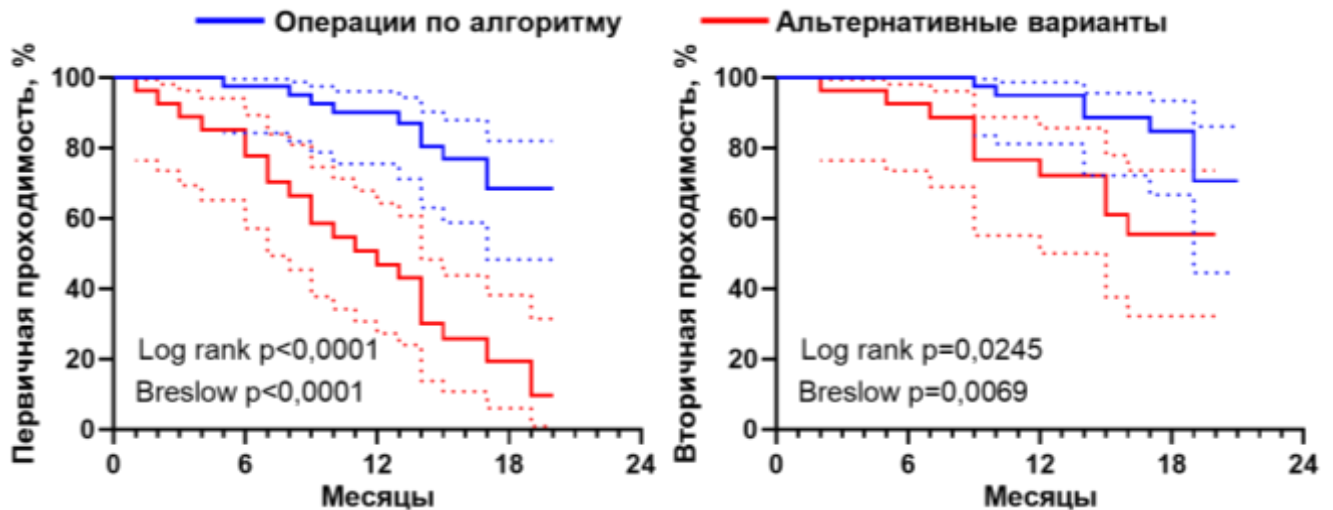 Операции по алгоритму
Альтернативные варианты
Первичная проходимость, %
100
80
60
40
20
0
Log rank p<0,0001
Breslow p<0,0001
0 6 12 18 24
Месяцы
Вторичная проходимость, %
100
80
60
40
20
0
Log rank p=0,0245
Breslow p=0,0069
0 6 12 18 24
Месяцы